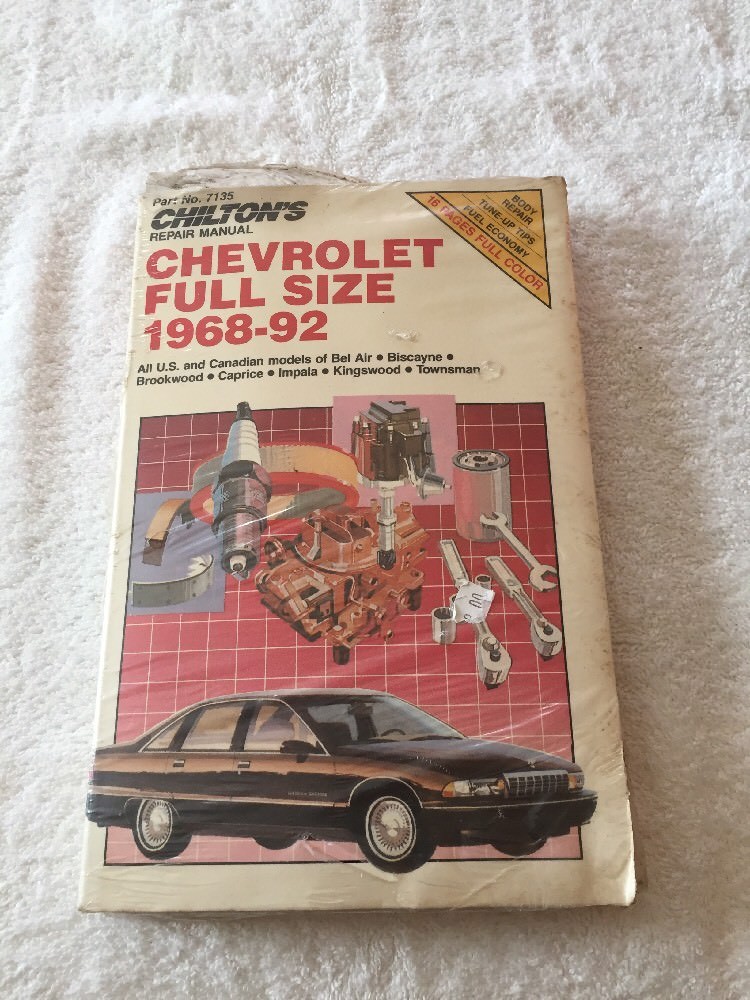 Part No. 7135
CHILTON'S
REPAIR MANUAL
CHEVROLET
FULL SIZE
1968-92
All U.S. and Canadian models of Bel Air • Biscayne •
Brookwood • Caprice • Impala • Kingswood • Townsman
BODY
REPAIR
TUNE-UP TIPS
FUEL ECONOMY
16 PAGES FULL COLOR